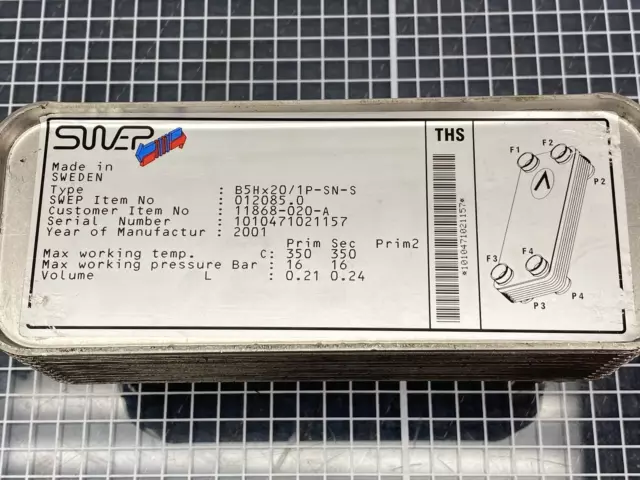 SWEP
Made in
SWEDEN
Type : B5Hx20/1P-SN-S
SWEP Item No : 012085.0
Customer Item No : 11868-020-A
Serial Number : 1010471021157
Year of Manufactur : 2001
Prim Sec Prim2
Max working temp. C: 350 350
Max working pressure Bar : 16 16
Volume L : 0.21 0.24
THS
*1010471021157*
F1 F2
P2
F3 F4
P3 P4